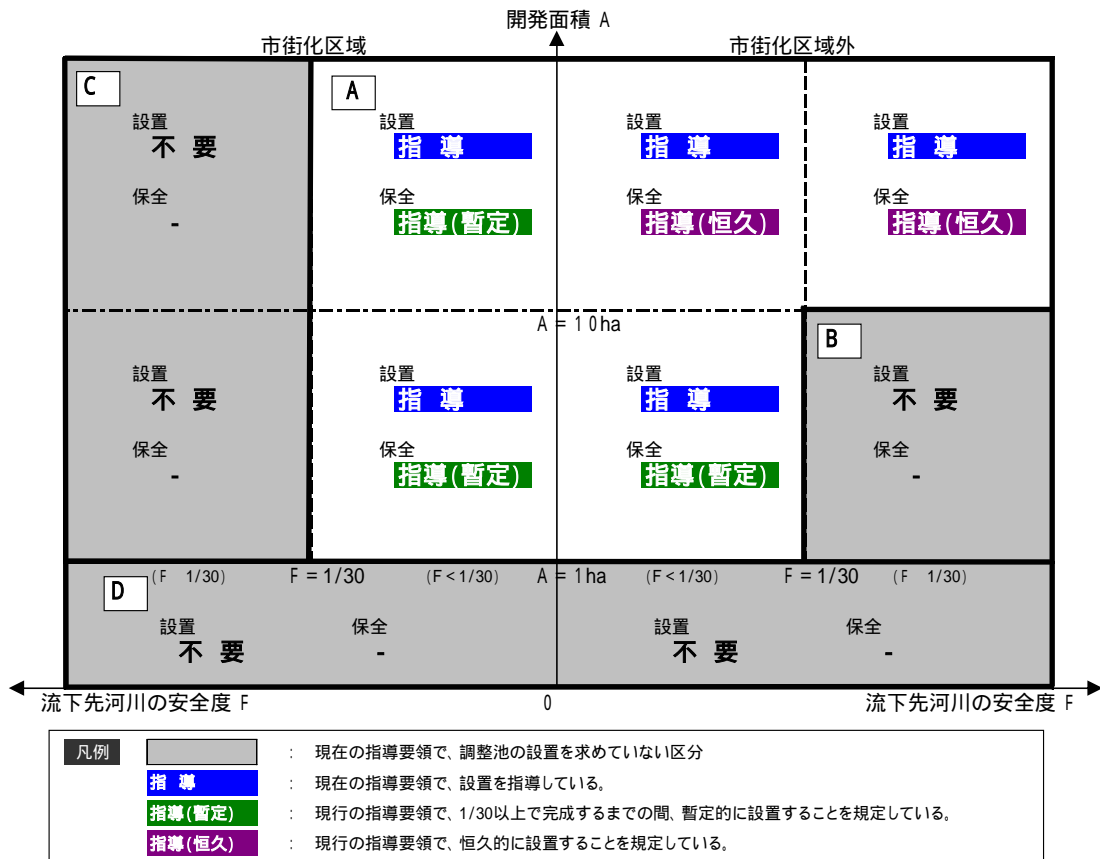 開発面積 A
市街化区域 市街化区域外
C A
設置 設置 設置 設置
不 要 指 導 指 導 指 導
保全 保全 保全 保全
- 指導(暫定) 指導(恒久) 指導(恒久)
A = 10ha
B
設置 設置 設置 設置
不 要 指 導 指 導 不 要
保全 保全 保全 保全
- 指導(暫定) 指導(暫定) -
(F 1/30) F = 1/30 (F < 1/30) A = 1ha (F < 1/30) F = 1/30 (F 1/30)
D
設置 保全 設置 保全
不 要 - 不 要 -
流下先河川の安全度 F 0 流下先河川の安全度 F
凡例 : 現在の指導要領で、調整池の設置を求めていない区分
指 導 : 現在の指導要領で、設置を指導している。
指導(暫定) : 現行の指導要領で、1/30以上で完成するまでの間、暫定的に設置することを規定している。
指導(恒久) : 現行の指導要領で、恒久的に設置することを規定している。